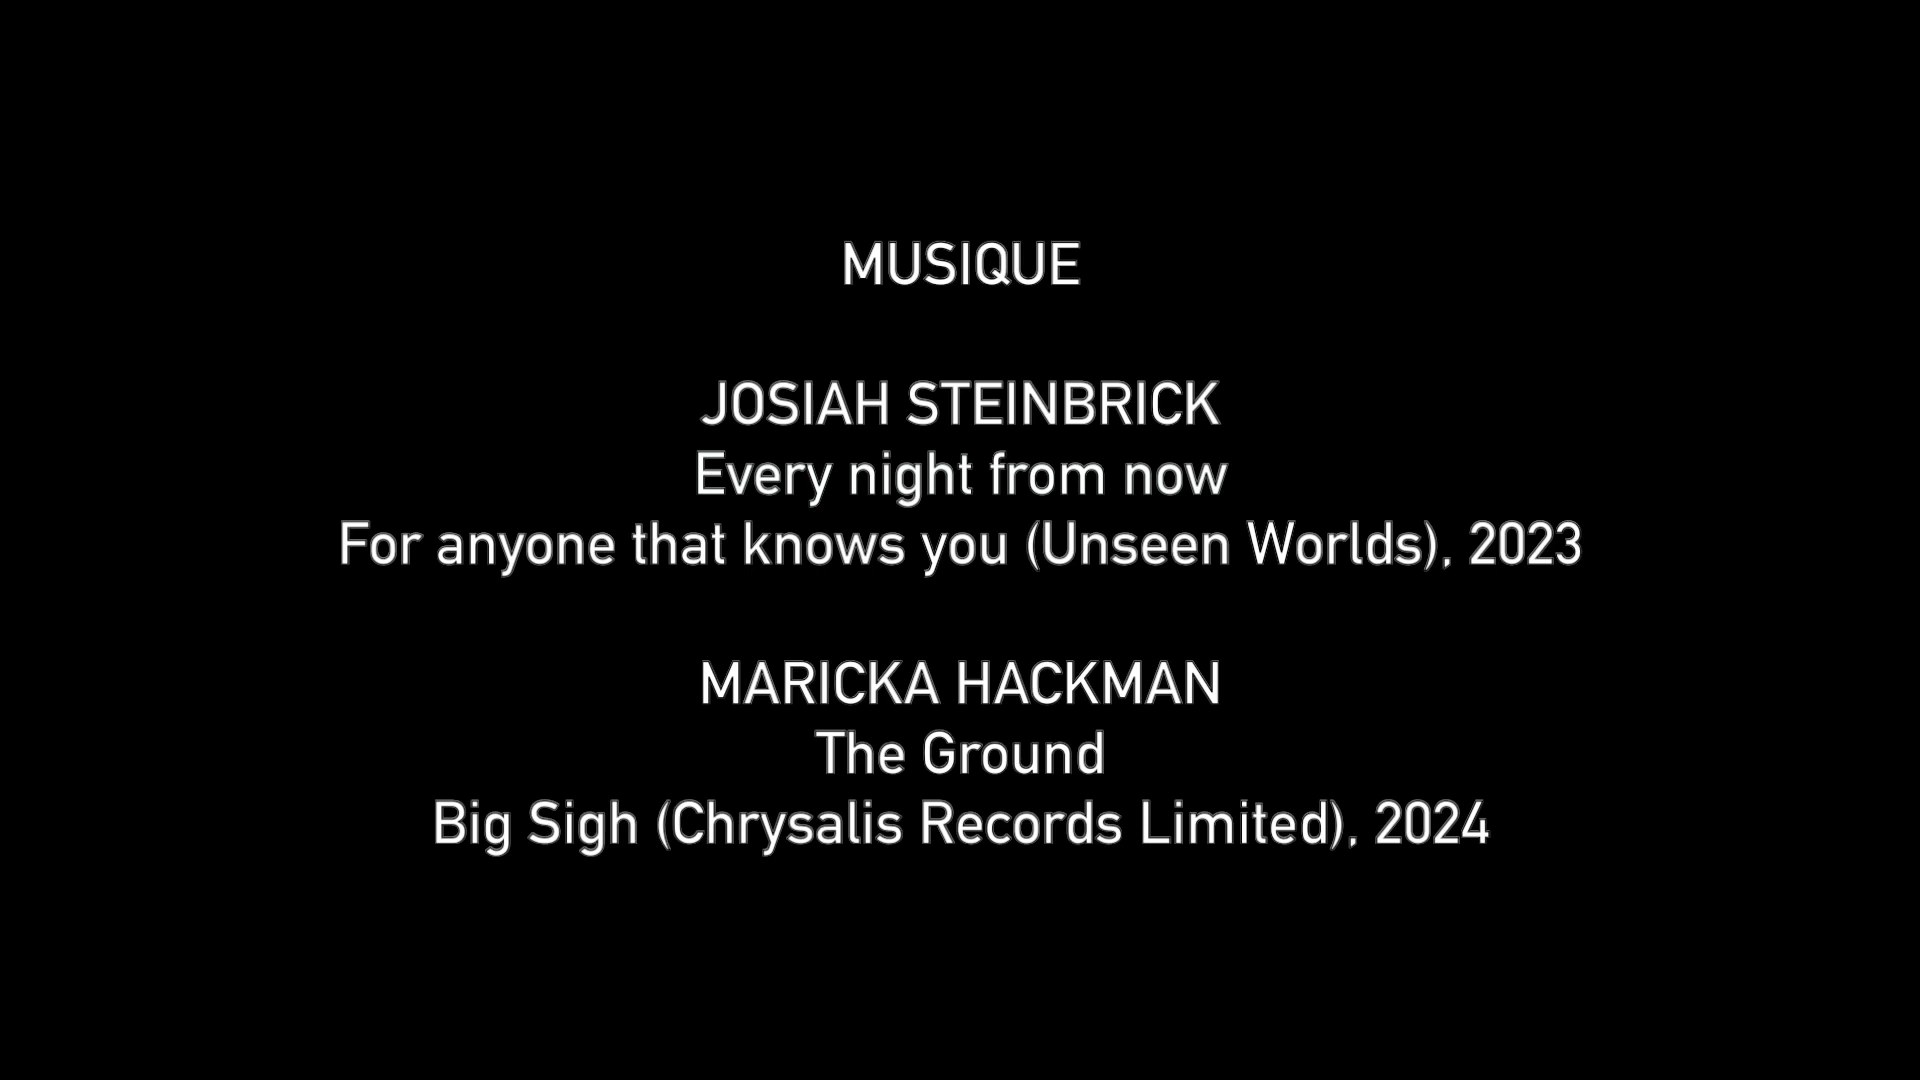 MUSIQUE
JOSIAH STEINBRICK
Every night from now
For anyone that knows you (Unseen Worlds), 2023
MARICKA HACKMAN
The Ground
Big Sigh (Chrysalis Records Limited), 2024